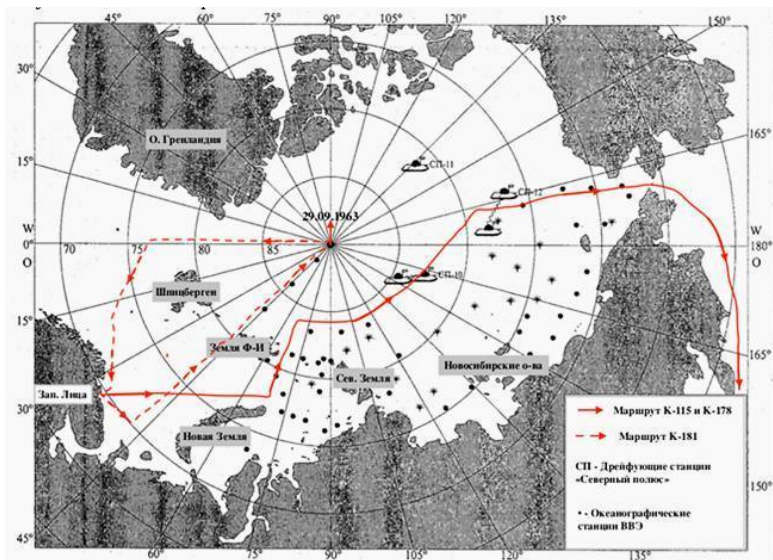 45° 60° 75° 90° 105° 120° 135° 150°
30°
О. Гренландия
15°
165°
СП-11
СП-12
29.09.1963
W
0°
O
70 75 80 85
W
180°
O
СП-10
Шпицберген
15°
165°
Земля Ф-И
Сев. Земля
Новосибирские о-ва
Зап. Лица
30°
Новая Земля
Маршрут К-115 и К-178
Маршрут К-181
СП - Дрейфующие станции
«Северный полюс»
150°
• - Океанографические
станции ВВЭ
45°
60° 75° 90° 105° 120° 135°